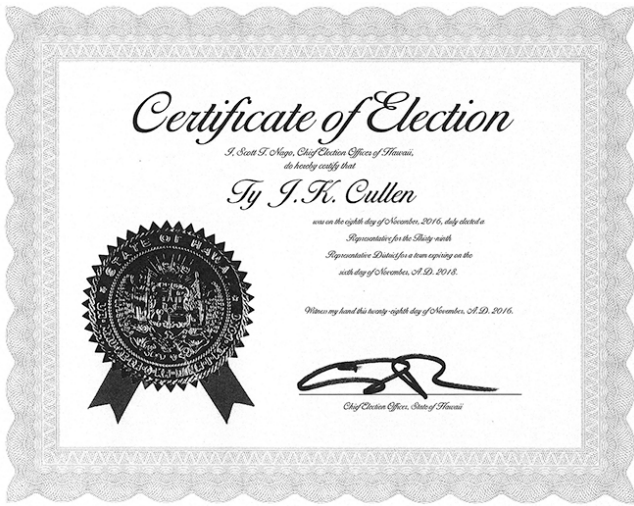 Certificate of Election
I, Scott T. Nago, Chief Election Officer of Hawaii,
do hereby certify that
Ty J.K. Cullen
was on the eighth day of November, 2016, duly elected a
Representative for the Thirty-ninth
Representative District for a term expiring on the
sixth day of November, A.D. 2018.
Witness my hand this twenty-eighth day of November, A.D. 2016.
STATE OF HAWAII
Chief Election Officer, State of Hawaii